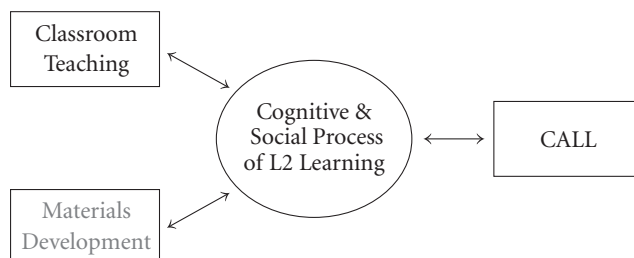 Classroom
Teaching
Cognitive &
Social Process
of L2 Learning
CALL
Materials
Development